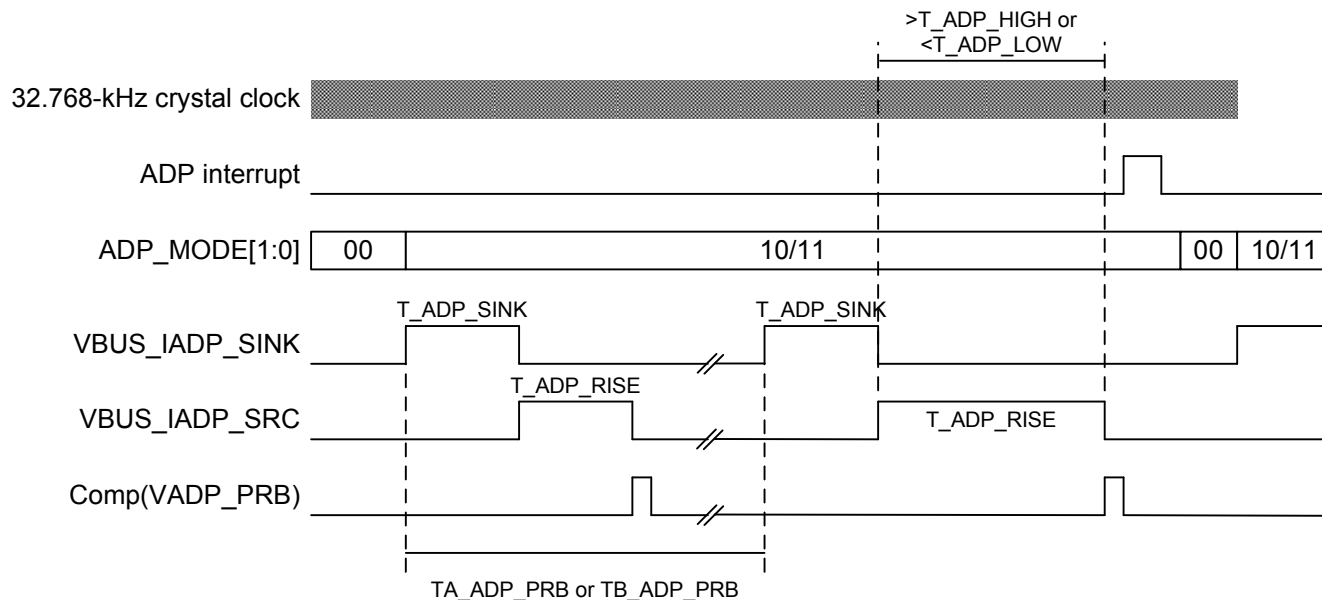 >T_ADP_HIGH or
<T_ADP_LOW
32.768-kHz crystal clock
ADP interrupt
ADP_MODE[1:0]
00
10/11
00
10/11
T_ADP_SINK
T_ADP_SINK
VBUS_IADP_SINK
T_ADP_RISE
VBUS_IADP_SRC
T_ADP_RISE
Comp(VADP_PRB)
TA_ADP_PRB or TB_ADP_PRB